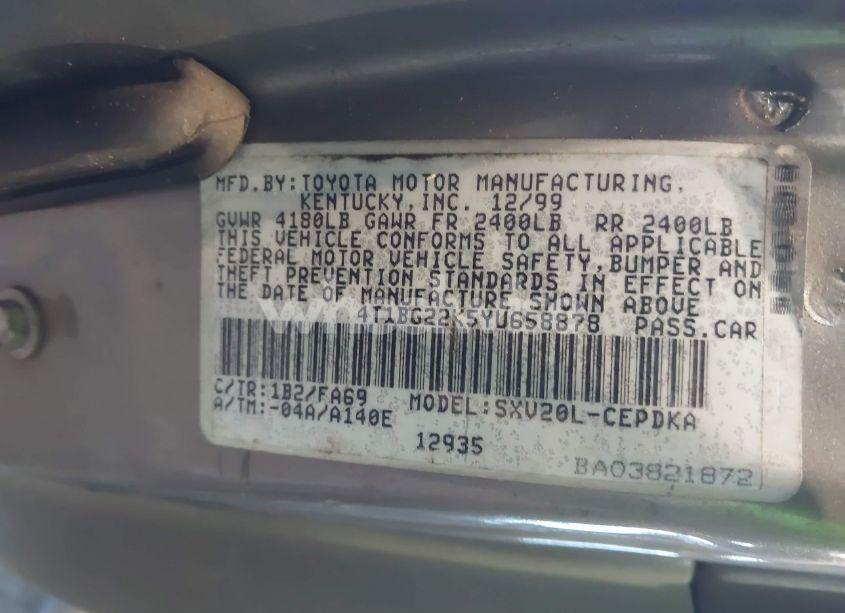 MFD.BY:TOYOTA MOTOR MANUFACTURING,
KENTUCKY,INC. 12/99
GVWR 4180LB GAWR FR 2400LB RR 2400LB
THIS VEHICLE CONFORMS TO ALL APPLICABLE
FEDERAL MOTOR VEHICLE SAFETY,BUMPER AND
THEFT PREVENTION STANDARDS IN EFFECT ON
THE DATE OF MANUFACTURE SHOWN ABOVE
4T1BG22K5YU658878 PASS.CAR
C/TR:1B2/FA69
A/TM:-04A/A140E MODEL:SXV20L-CEPDKA
12935
BA03821872